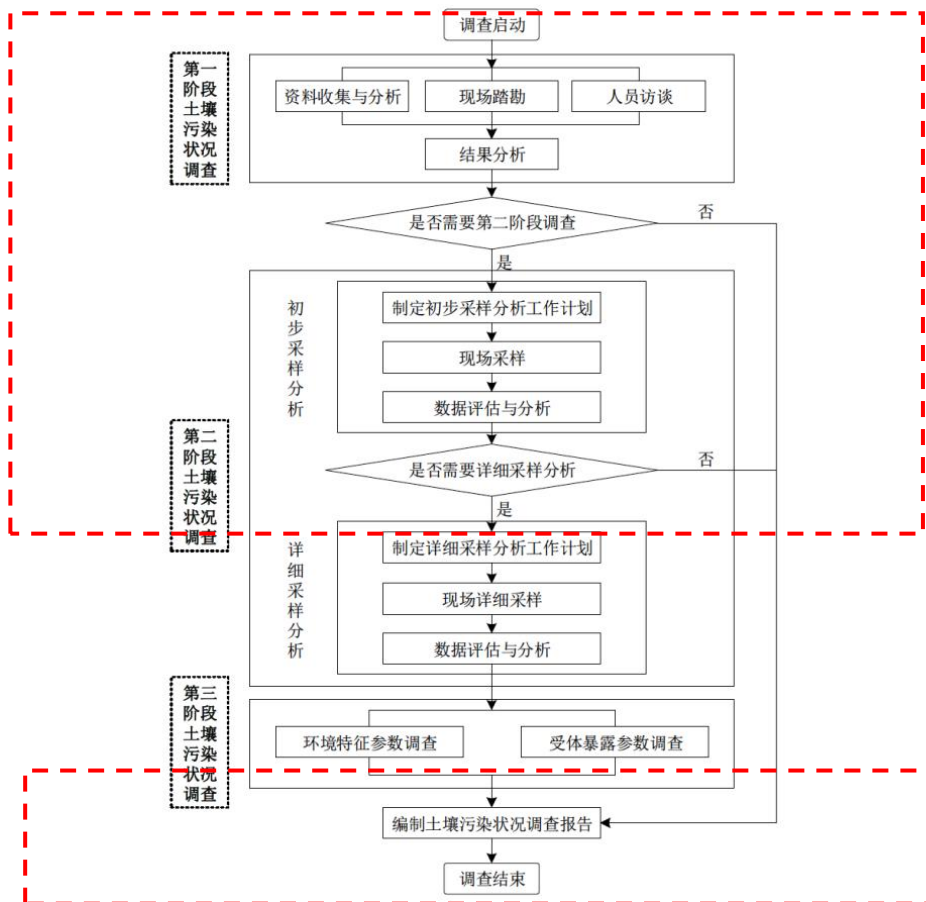 调查启动
第一
阶段
土壤
污染
状况
调查
资料收集与分析
现场踏勘
人员访谈
结果分析
是否需要第二阶段调查
否
是
初步采样分析
制定初步采样分析工作计划
现场采样
数据评估与分析
第二
阶段
土壤
污染
状况
调查
是否需要详细采样分析
否
是
详细采样分析
制定详细采样分析工作计划
现场详细采样
数据评估与分析
第三
阶段
土壤
污染
状况
调查
环境特征参数调查
受体暴露参数调查
编制土壤污染状况调查报告
调查结束